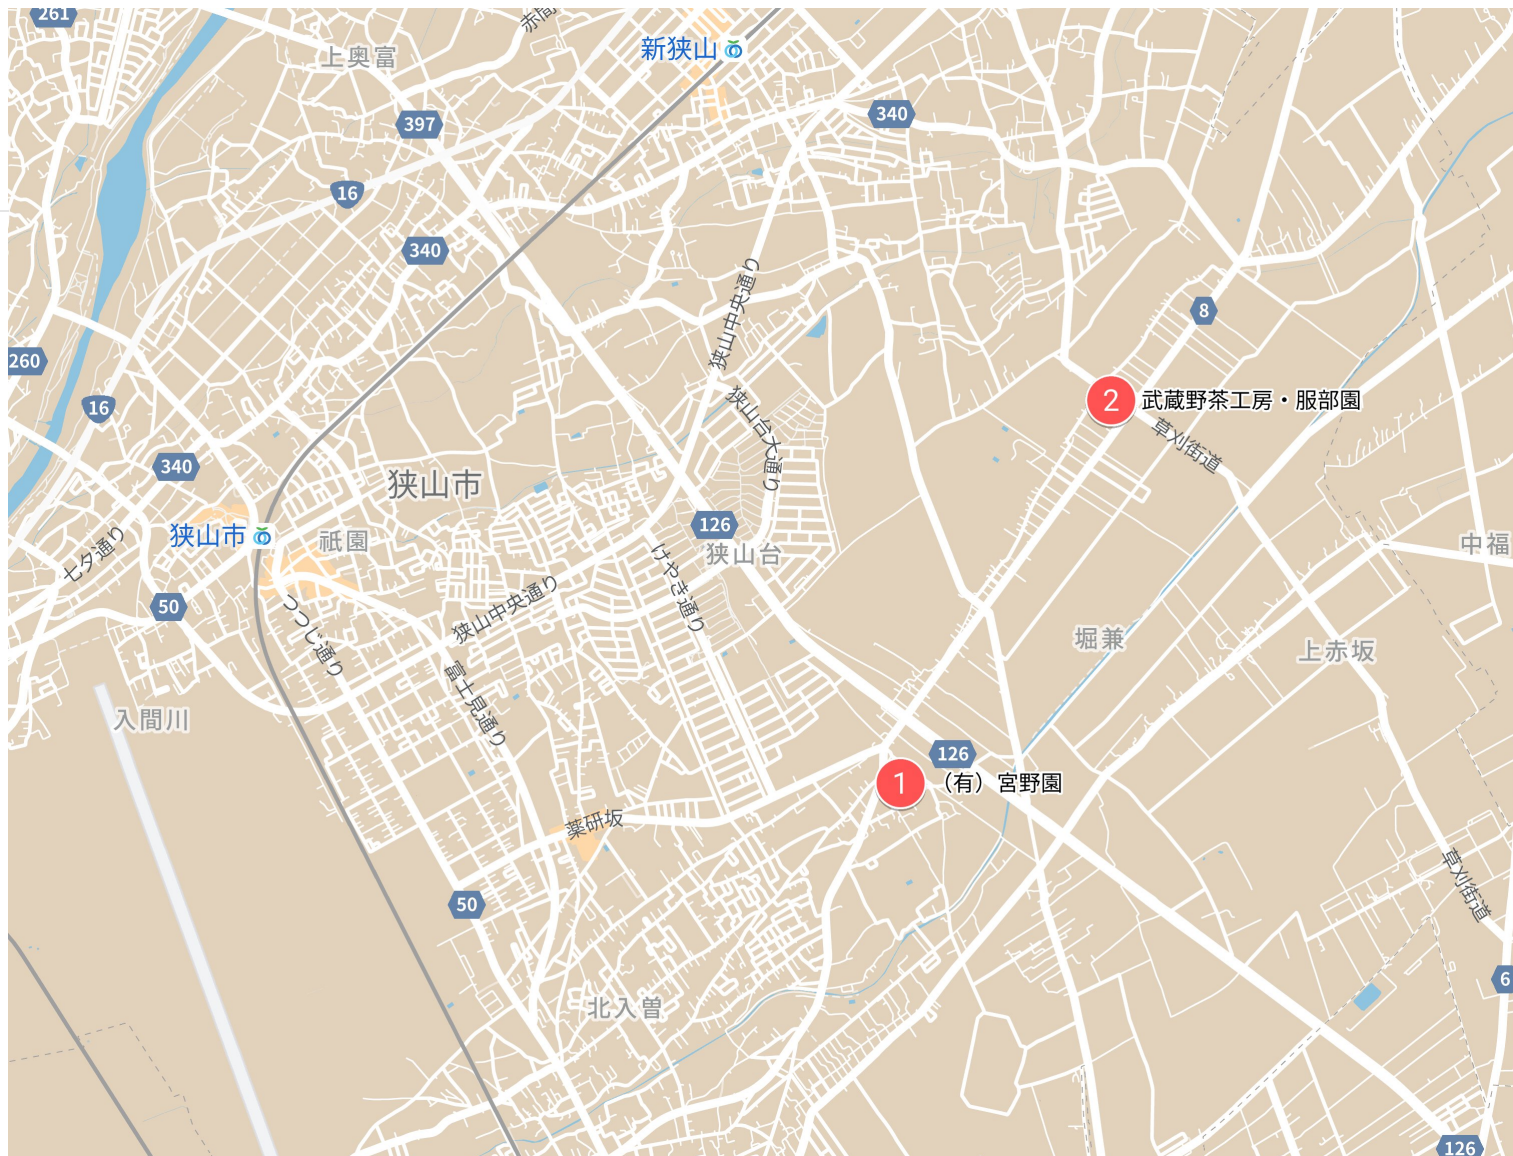 261
赤間
上奥富
新狭山
397
340
16
340
狭山中央通り
8
260
16
狭山台大通り
2
武蔵野茶工房・服部園
草刈街道
340
狭山市
狭山市
祇園
126
狭山台
中福
七夕通り
けやき通り
50
つつじ通り
狭山中央通り
堀兼
上赤坂
富士見通り
入間川
126
1
（有）宮野園
薬研坂
草刈街道
50
6
北入曽
126